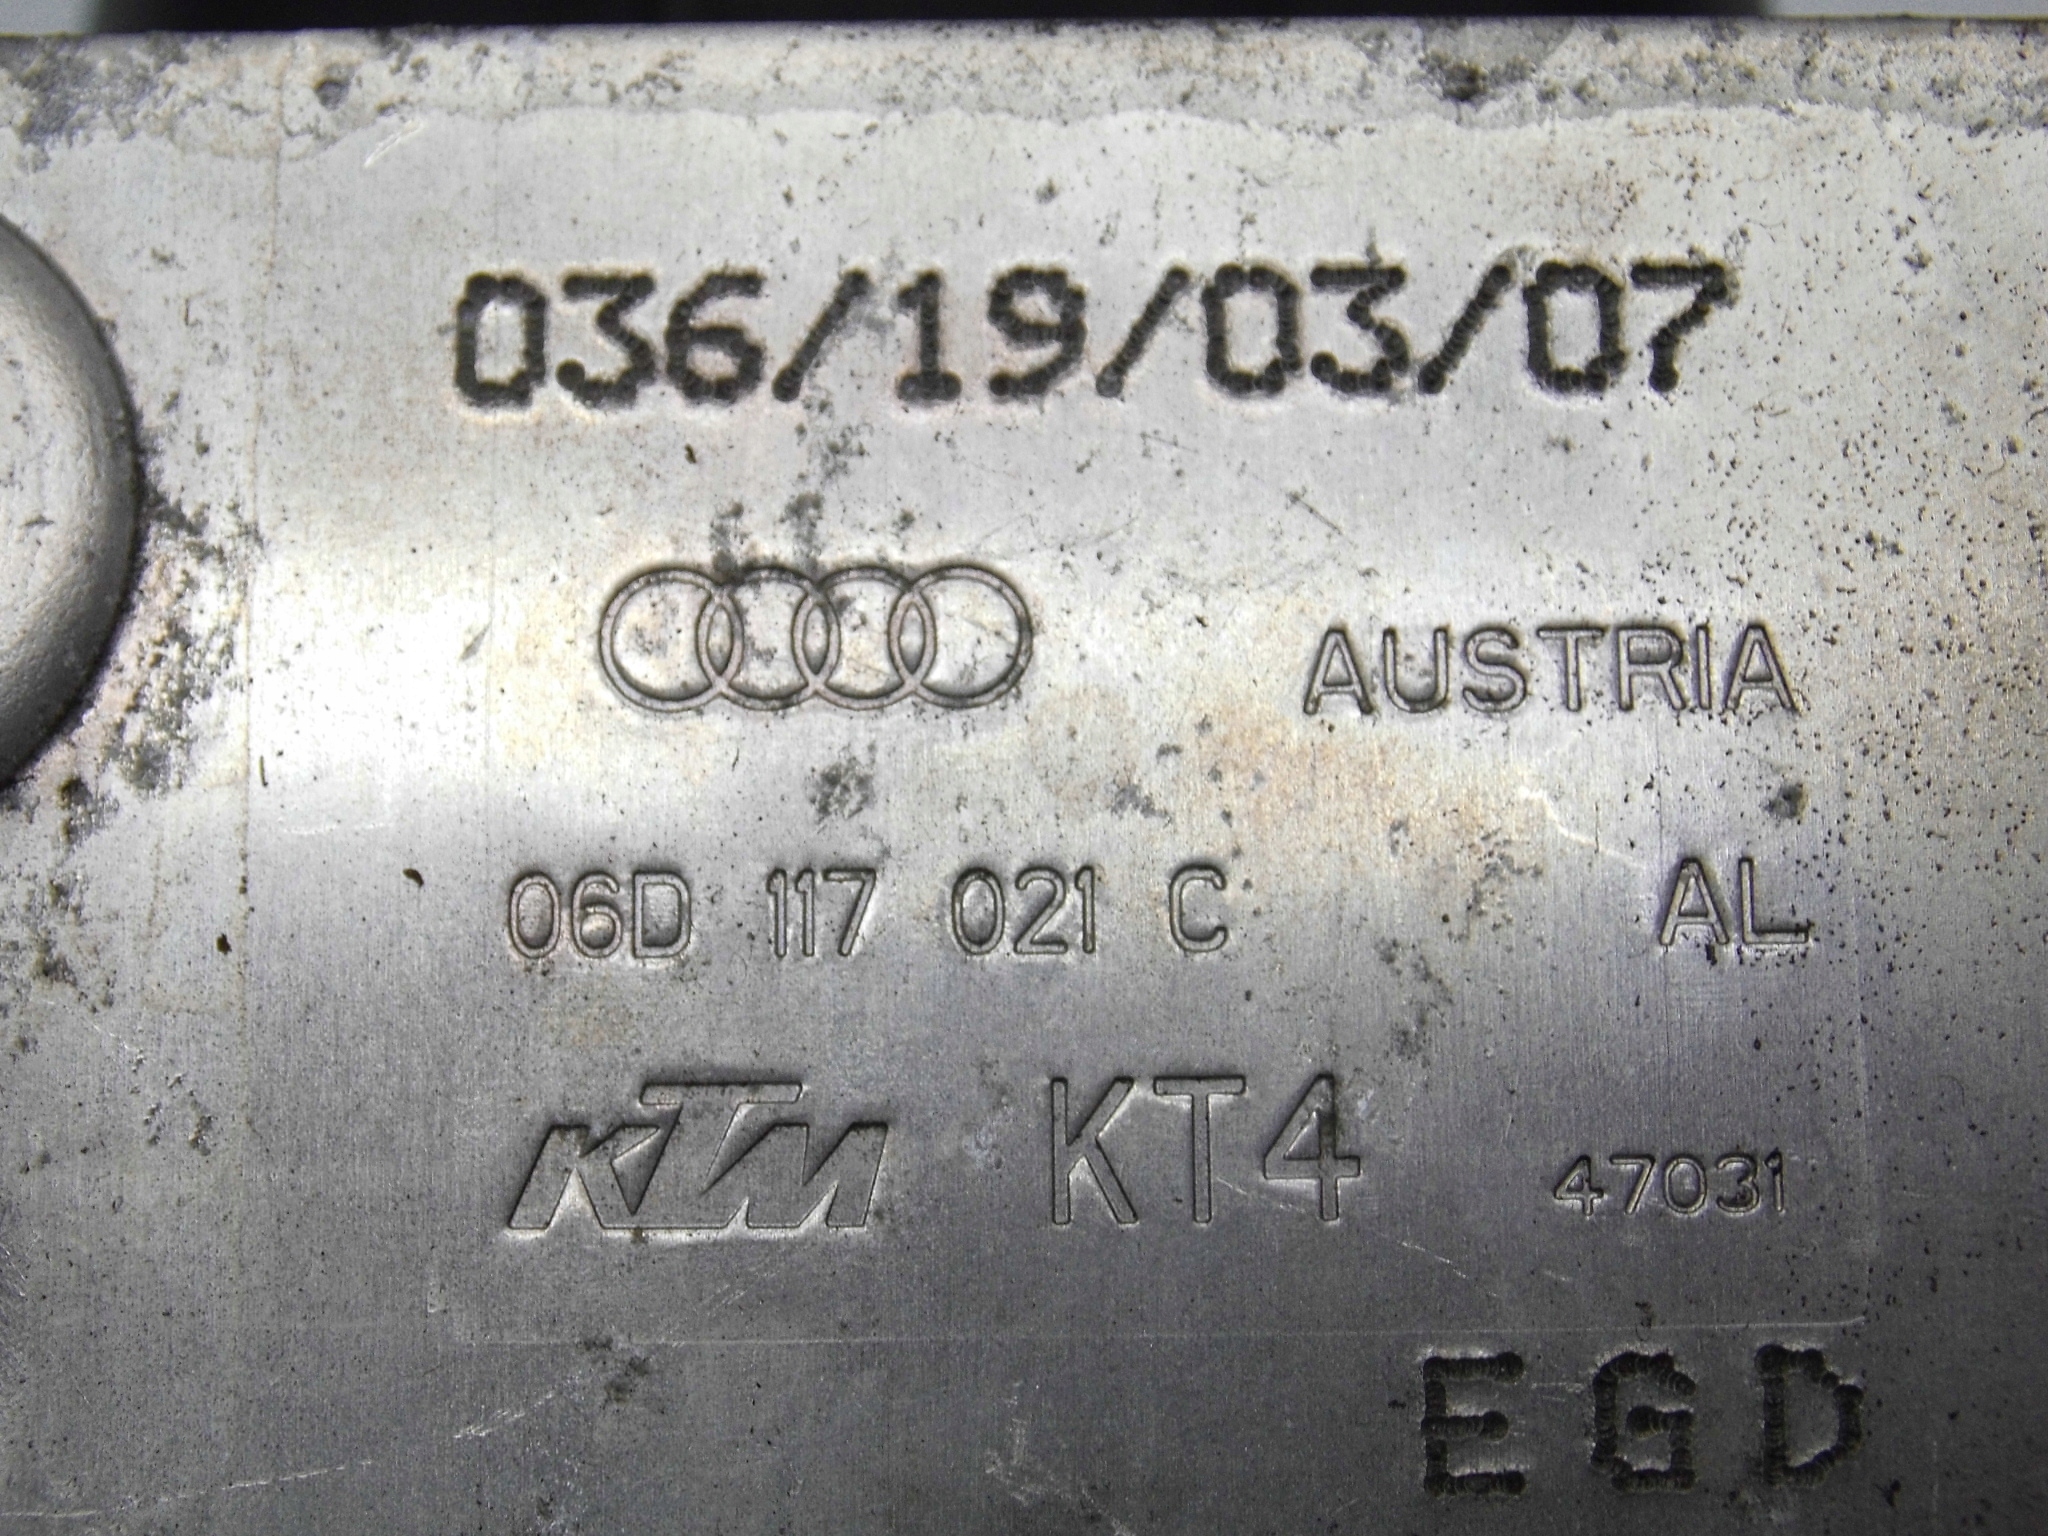 036/19/03/07
AUSTRIA
06D 117 021 C AL
KTM KT4 47031
EGD